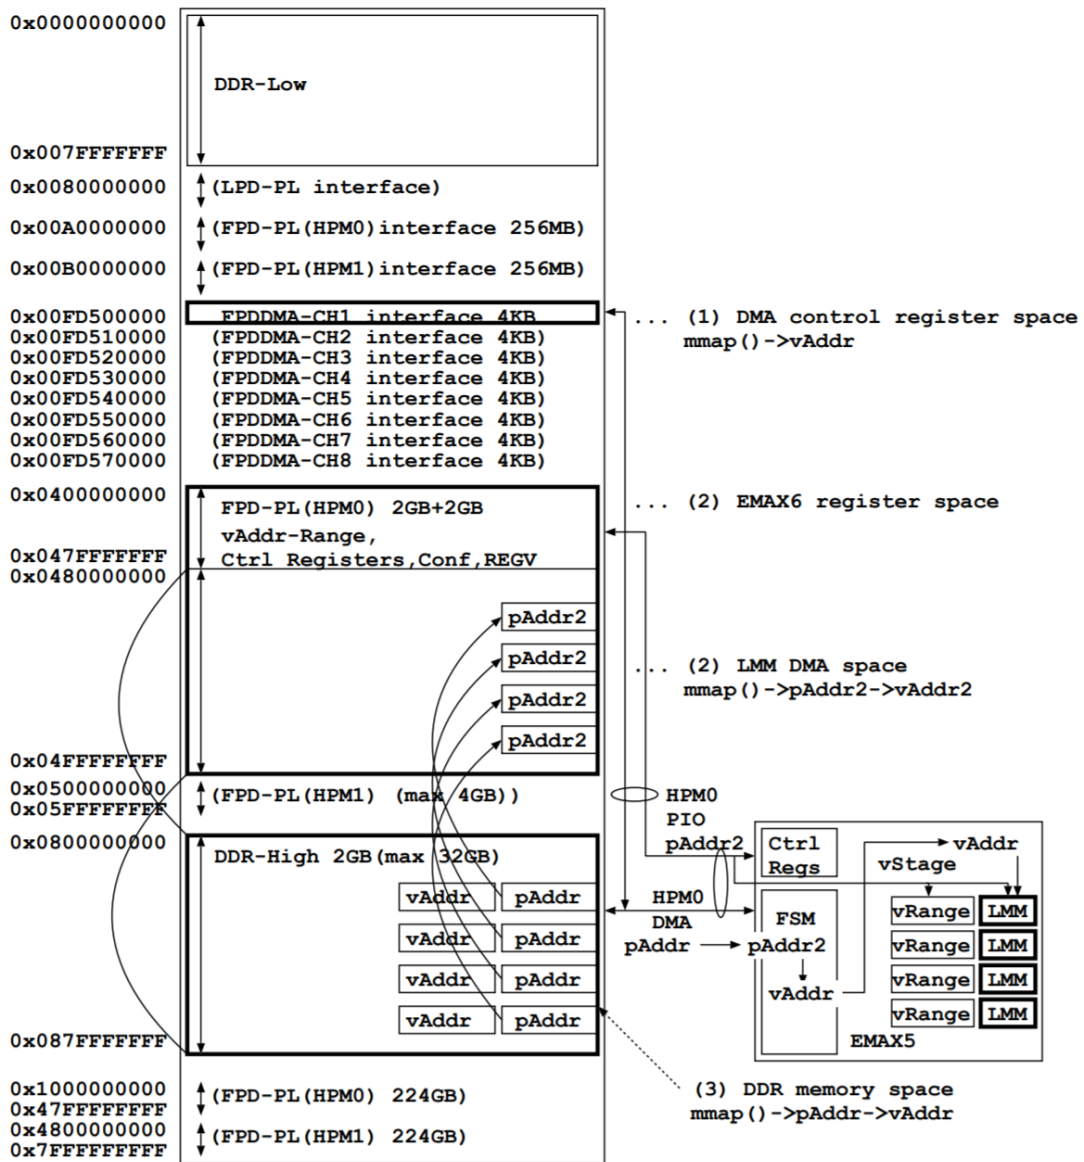 0x0000000000
DDR-Low
0x007FFFFFFF
0x0080000000 (LPD-PL interface)
0x00A0000000 (FPD-PL(HPM0)interface 256MB)
0x00B0000000 (FPD-PL(HPM1)interface 256MB)
0x00FD500000 FPDDMA-CH1 interface 4KB ... (1) DMA control register space
0x00FD510000 (FPDDMA-CH2 interface 4KB) mmap()->vAddr
0x00FD520000 (FPDDMA-CH3 interface 4KB)
0x00FD530000 (FPDDMA-CH4 interface 4KB)
0x00FD540000 (FPDDMA-CH5 interface 4KB)
0x00FD550000 (FPDDMA-CH6 interface 4KB)
0x00FD560000 (FPDDMA-CH7 interface 4KB)
0x00FD570000 (FPDDMA-CH8 interface 4KB)
0x0400000000 FPD-PL(HPM0) 2GB+2GB ... (2) EMAX6 register space
vAddr-Range,
0x047FFFFFFF Ctrl Registers,Conf,REGV
0x0480000000
pAddr2
pAddr2 ... (2) LMM DMA space
pAddr2 mmap()->pAddr2->vAddr2
pAddr2
0x04FFFFFFFF
0x0500000000 (FPD-PL(HPM1) (max 4GB)) HPM0
0x05FFFFFFFF PIO
0x0800000000 pAddr2 Ctrl vAddr
DDR-High 2GB(max 32GB) Regs vStage
vAddr pAddr HPM0 vRange LMM
DMA FSM
vAddr pAddr pAddr pAddr2 vRange LMM
vAddr pAddr vAddr vRange LMM
vAddr pAddr vRange LMM
0x087FFFFFFF EMAX5
0x1000000000 (FPD-PL(HPM0) 224GB) (3) DDR memory space
0x47FFFFFFFF mmap()->pAddr->vAddr
0x4800000000 (FPD-PL(HPM1) 224GB)
0x7FFFFFFFFF